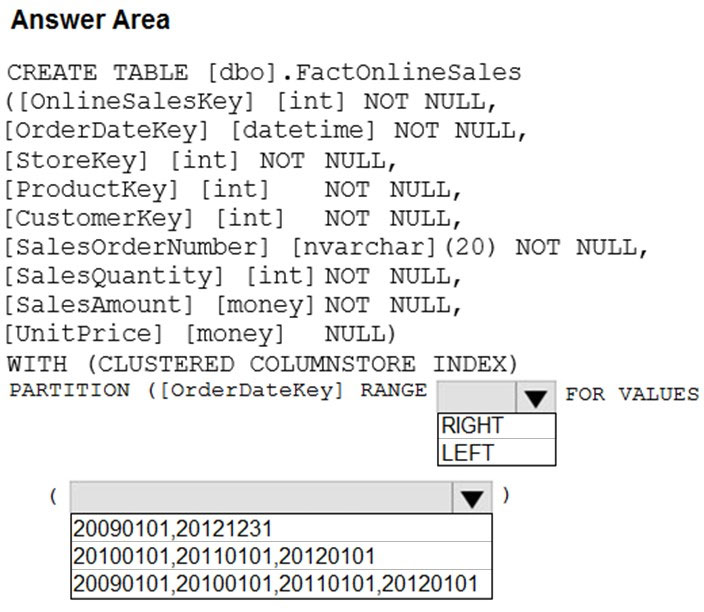 Answer Area
CREATE TABLE [dbo].FactOnlineSales
([OnlineSalesKey] [int] NOT NULL,
[OrderDateKey] [datetime] NOT NULL,
[StoreKey] [int] NOT NULL,
[ProductKey] [int] NOT NULL,
[CustomerKey] [int] NOT NULL,
[SalesOrderNumber] [nvarchar](20) NOT NULL,
[SalesQuantity] [int] NOT NULL,
[SalesAmount] [money] NOT NULL,
[UnitPrice] [money] NULL)
WITH (CLUSTERED COLUMNSTORE INDEX)
PARTITION ([OrderDateKey] RANGE FOR VALUES
RIGHT
LEFT
( )
20090101,20121231
20100101,20110101,20120101
20090101,20100101,20110101,20120101